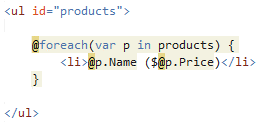 <ul id="products">
@foreach(var p in products) {
<li>@p.Name ($@p.Price)</li>
}
</ul>